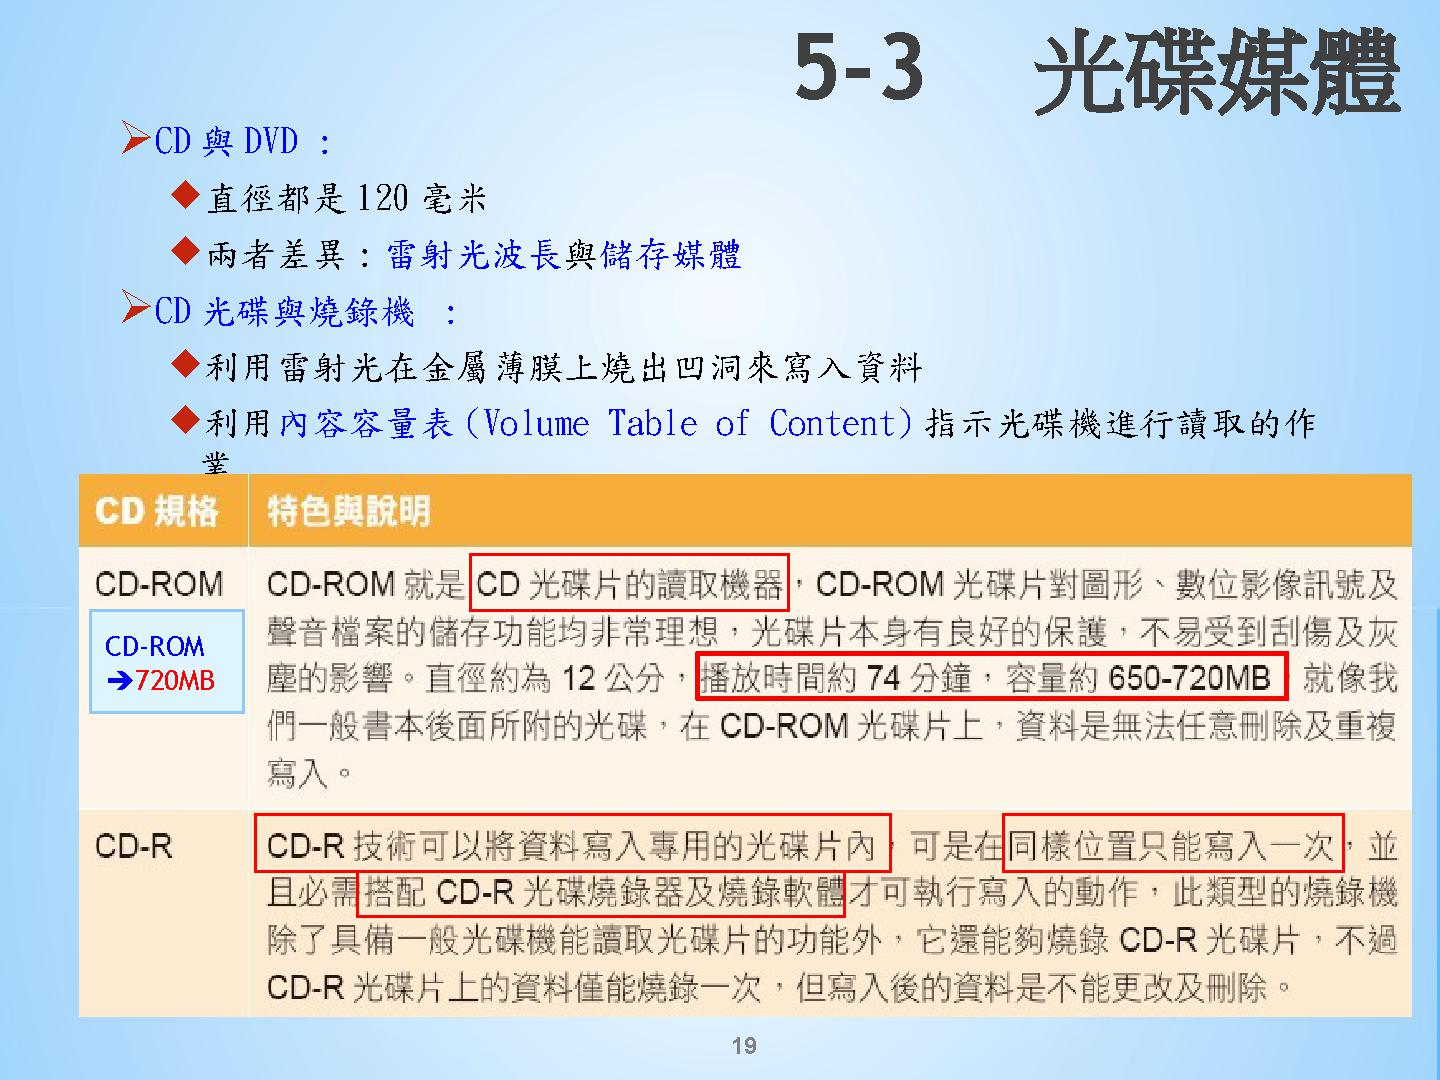 5-3 光碟媒體
CD 與 DVD :
直徑都是 120 毫米
兩者差異：雷射光波長與儲存媒體
CD 光碟與燒錄機 :
利用雷射光在金屬薄膜上燒出凹洞來寫入資料
利用內容容量表(Volume Table of Content)指示光碟機進行讀取的作
業
CD 規格 特色與說明
CD-ROM
CD-ROM
➔720MB
CD-ROM 就是 CD 光碟片的讀取機器，CD-ROM 光碟片對圖形、數位影像訊號及
聲音檔案的儲存功能均非常理想，光碟片本身有良好的保護，不易受到刮傷及灰
塵的影響。直徑約為 12 公分，播放時間約 74 分鐘，容量約 650-720MB，就像我
們一般書本後面所附的光碟，在 CD-ROM 光碟片上，資料是無法任意刪除及重複
寫入。
CD-R
CD-R 技術可以將資料寫入專用的光碟片內，可是在同樣位置只能寫入一次，並
且必需搭配 CD-R 光碟燒錄器及燒錄軟體才可執行寫入的動作，此類型的燒錄機
除了具備一般光碟機能讀取光碟片的功能外，它還能夠燒錄 CD-R 光碟片，不過
CD-R 光碟片上的資料僅能燒錄一次，但寫入後的資料是不能更改及刪除。
19